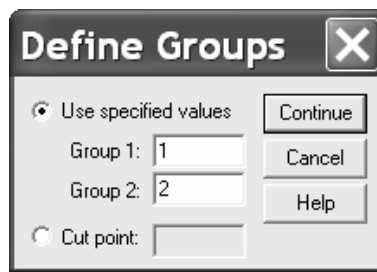 Define Groups
Use specified values
Continue
Group 1: 1
Cancel
Group 2: 2
Help
Cut point: